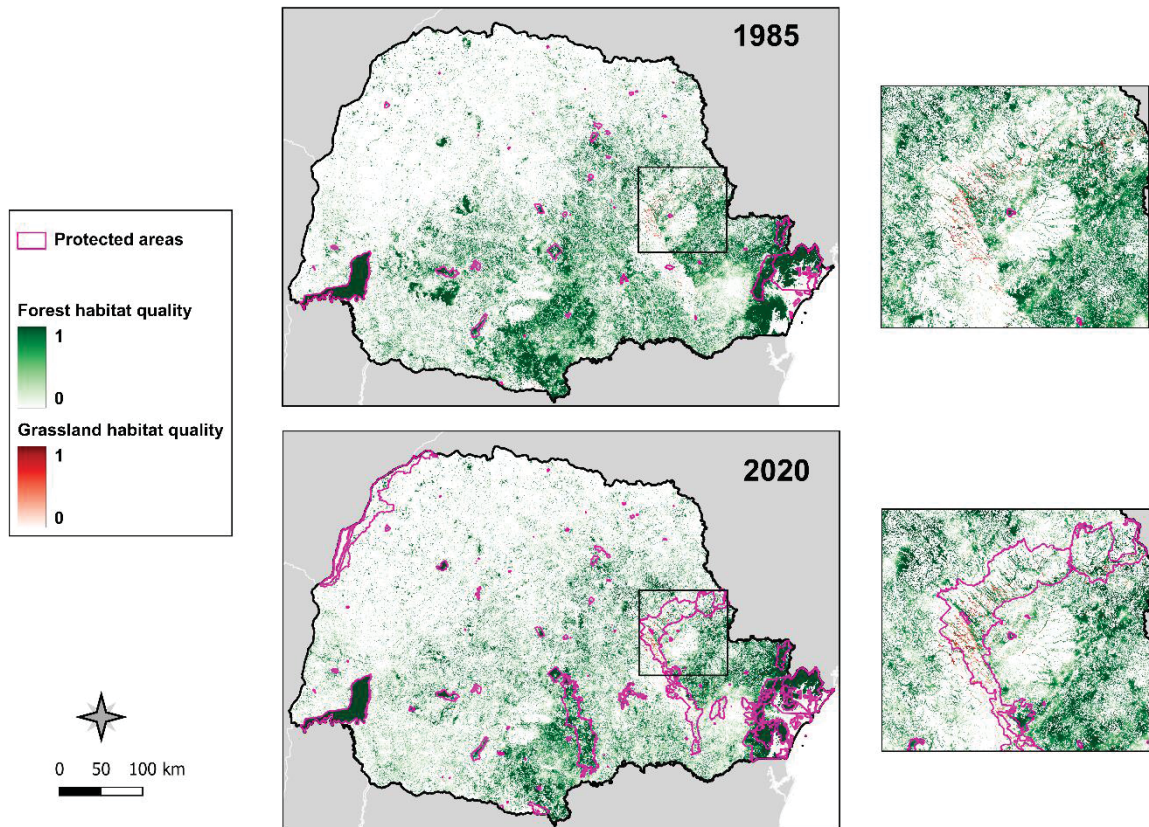 1985
Protected areas
Forest habitat quality
1
0
Grassland habitat quality
1
0
2020
0 50 100 km